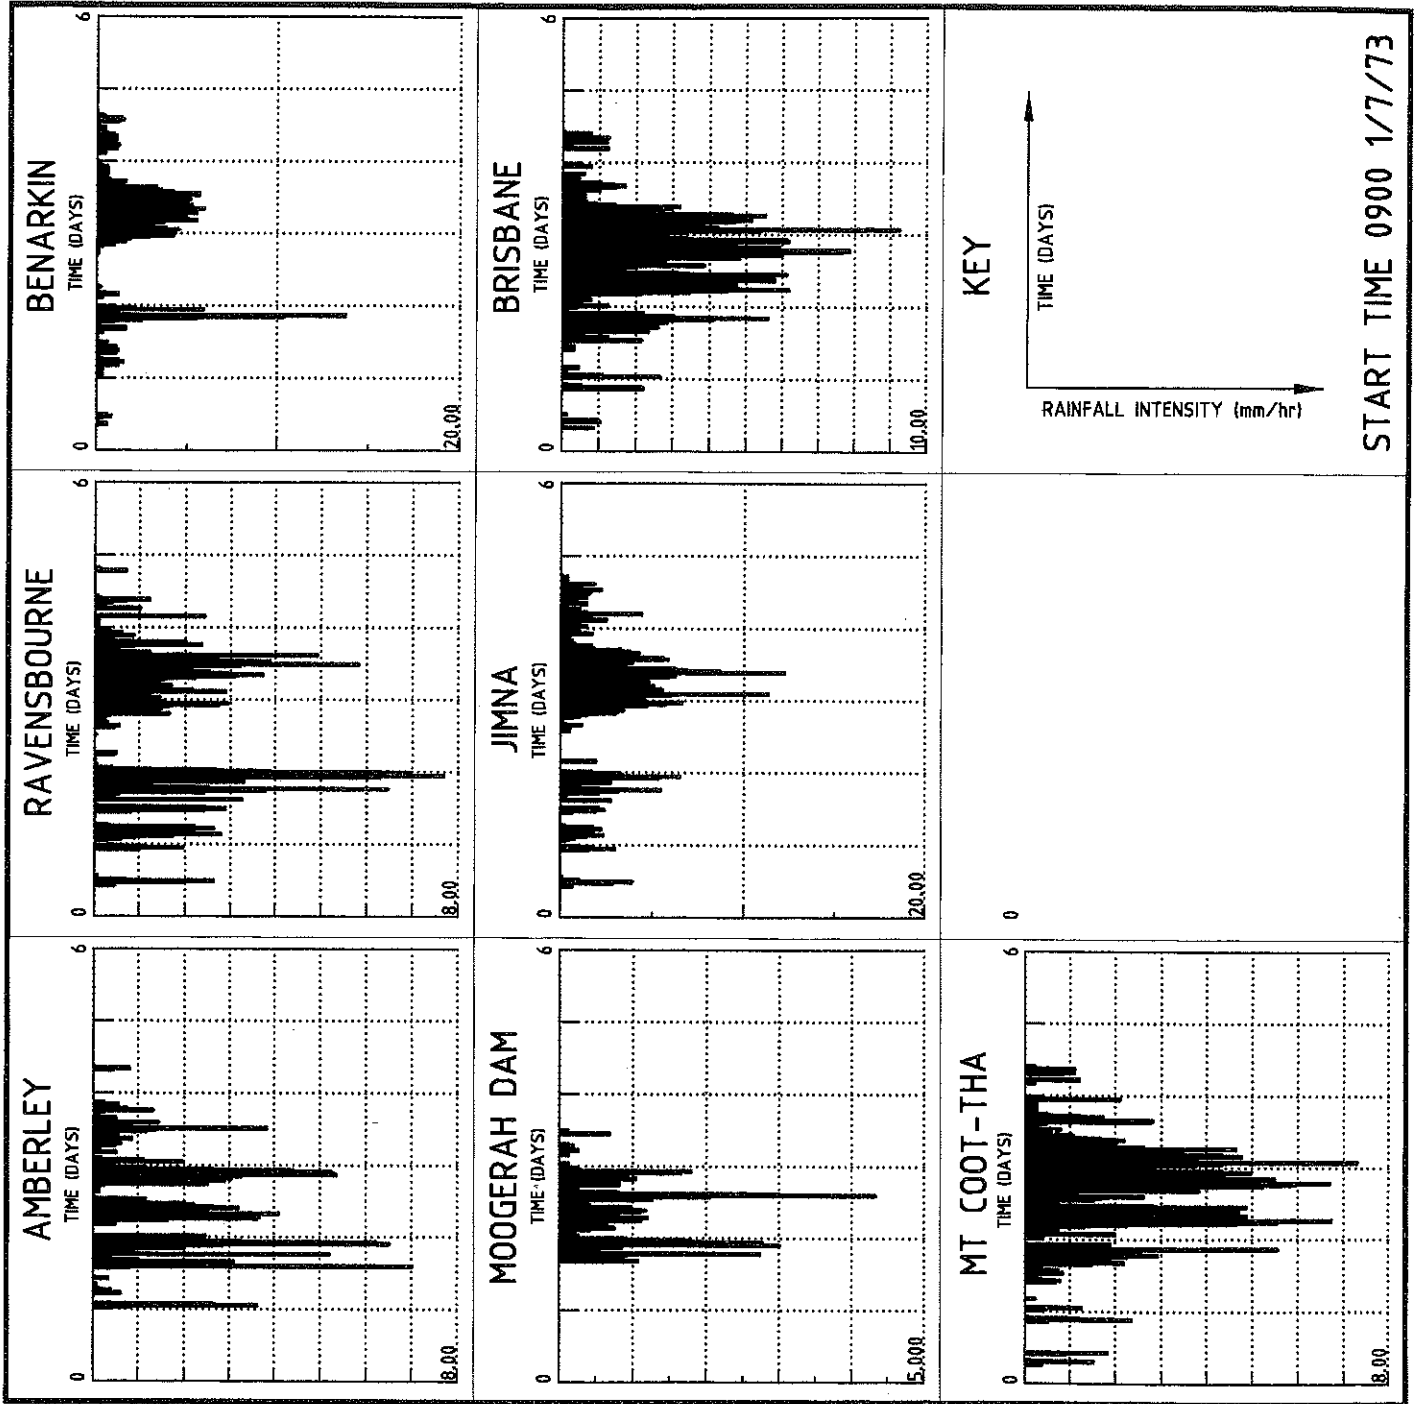 AMBERLEY
TIME (DAYS)
0
6
8.00
RAVENSBOURNE
TIME (DAYS)
0
6
8.00
BENARKIN
TIME (DAYS)
0
6
20.00
MOOGERAH DAM
TIME (DAYS)
0
6
5.000
JIMNA
TIME (DAYS)
0
6
20.00
BRISBANE
TIME (DAYS)
0
6
10.00
MT COOT-THA
TIME (DAYS)
0
6
8.00
0
KEY
TIME (DAYS)
RAINFALL INTENSITY (mm/hr)
START TIME 0900 1/7/73